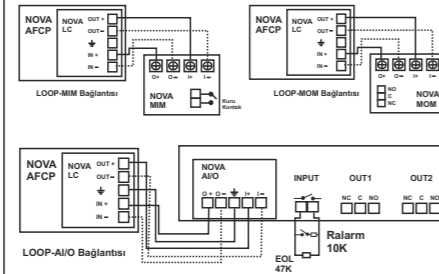 NOVA AFCP
NOVA LC
OUT +
OUT −
IN +
IN −
O+ O− I+ I−
NOVA MIM
Kuru Kontak
LOOP-MIM Bağlantısı
NOVA AFCP
NOVA LC
OUT +
OUT −
IN +
IN −
O+ O− I+ I−
NO
C
NC
NOVA MOM
LOOP-MOM Bağlantısı
NOVA AFCP
NOVA LC
OUT +
OUT −
IN +
IN −
LOOP-AI/O Bağlantısı
NOVA AI/O
O + O − I+ I−
INPUT
OUT1
OUT2
NC C NO
NC C NO
Ralarm 10K
EOL 47K